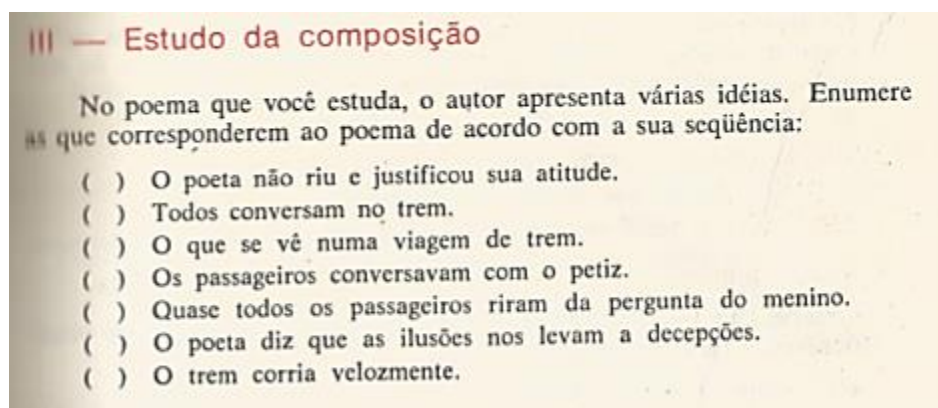 III — Estudo da composição
No poema que você estuda, o autor apresenta várias idéias. Enumere
as que corresponderem ao poema de acordo com a sua seqüência:
( ) O poeta não riu e justificou sua atitude.
( ) Todos conversam no trem.
( ) O que se vê numa viagem de trem.
( ) Os passageiros conversavam com o petiz.
( ) Quase todos os passageiros riram da pergunta do menino.
( ) O poeta diz que as ilusões nos levam a decepções.
( ) O trem corria velozmente.